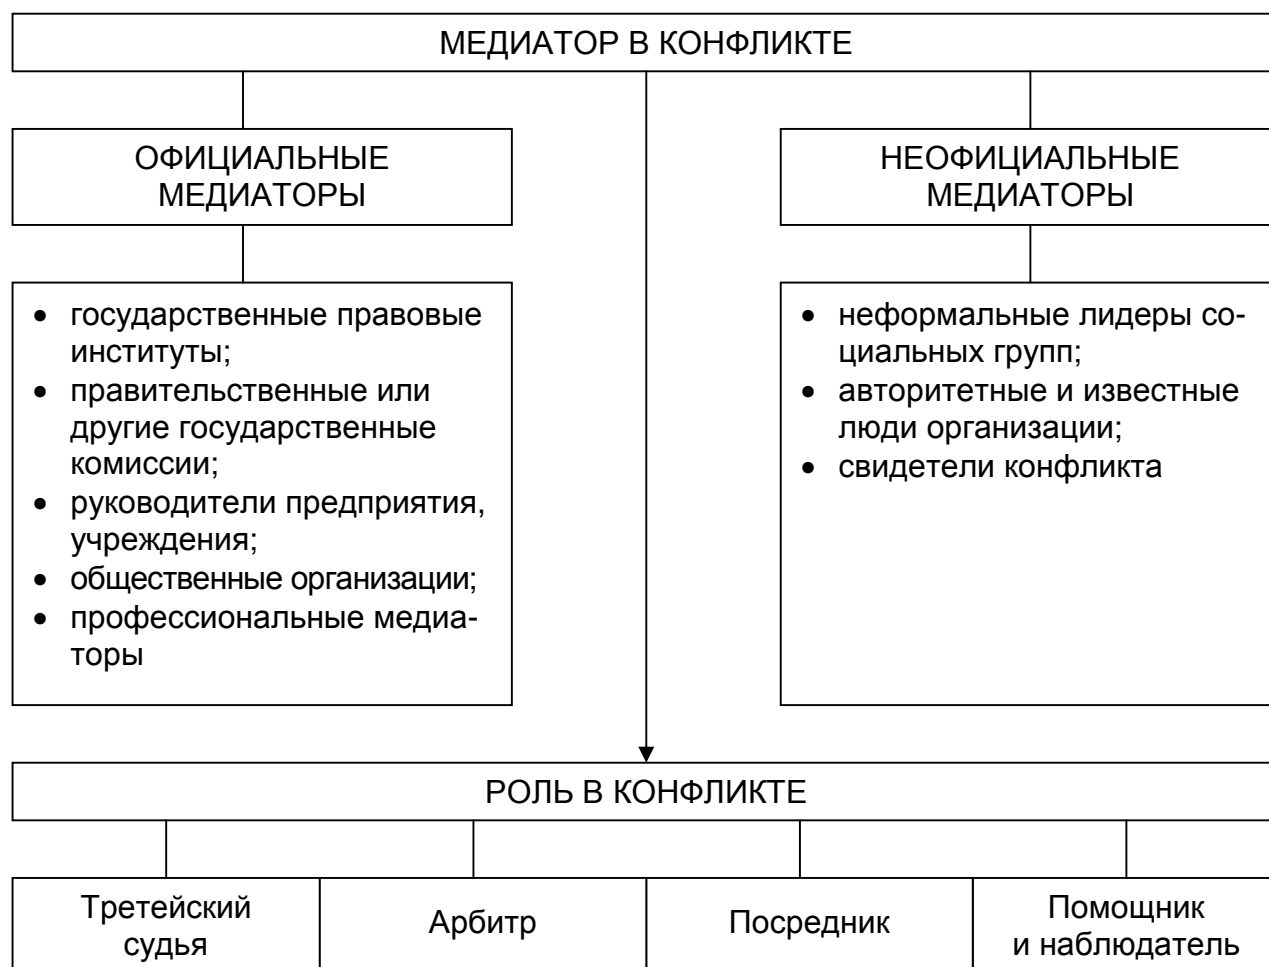 МЕДИАТОР В КОНФЛИКТЕ
ОФИЦИАЛЬНЫЕ
МЕДИАТОРЫ
• государственные правовые
институты;
• правительственные или
другие государственные
комиссии;
• руководители предприятия,
учреждения;
• общественные организации;
• профессиональные медиа-
торы
НЕОФИЦИАЛЬНЫЕ
МЕДИАТОРЫ
• неформальные лидеры со-
циальных групп;
• авторитетные и известные
люди организации;
• свидетели конфликта
РОЛЬ В КОНФЛИКТЕ
Третейский
судья
Арбитр
Посредник
Помощник
и наблюдатель